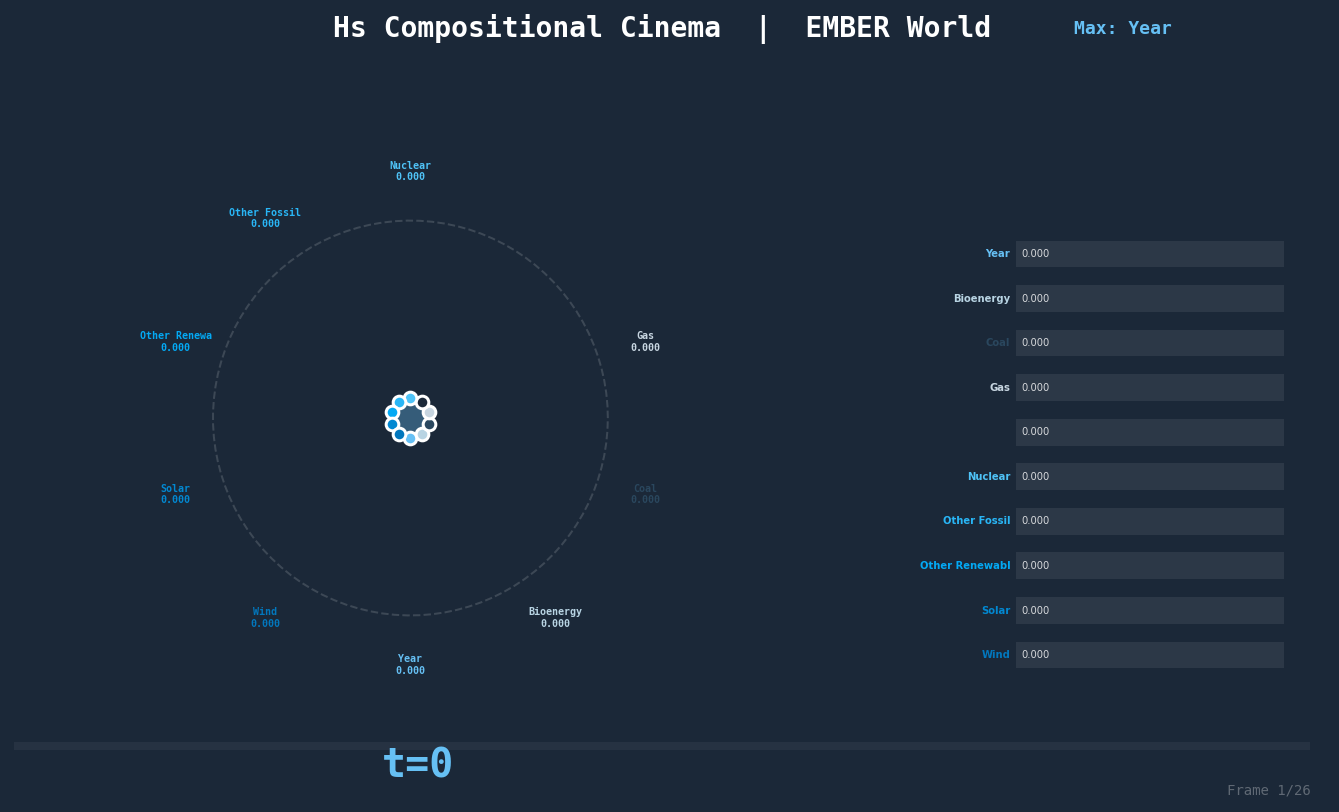 Hs Compositional Cinema | EMBER World
Max: Year
Nuclear
0.000
Other Fossil
0.000
Other Renewa
0.000
Gas
0.000
Solar
0.000
Coal
0.000
Wind
0.000
Bioenergy
0.000
Year
0.000
Year 0.000
Bioenergy 0.000
Coal 0.000
Gas 0.000
0.000
Nuclear 0.000
Other Fossil 0.000
Other Renewabl 0.000
Solar 0.000
Wind 0.000
t=0
Frame 1/26